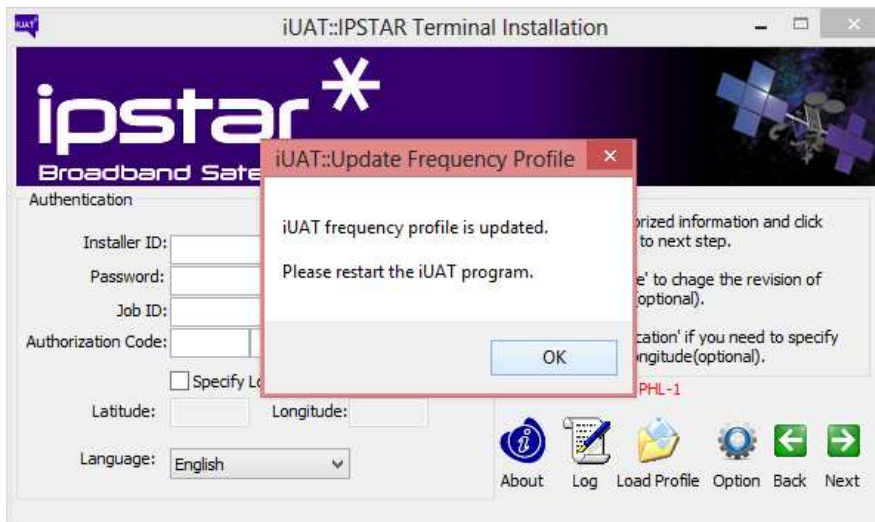 iUAT::IPSTAR Terminal Installation
ipstar*
Broadband Sate
iUAT::Update Frequency Profile
iUAT frequency profile is updated.
Please restart the iUAT program.
OK
Authentication
Installer ID:
Password:
Job ID:
Authorization Code:
Specify Lo
Latitude:
Longitude:
Language:
English
orized information and click
to next step.
e' to chage the revision of
(optional).
cation' if you need to specify
ngitude(optional).
PHL-1
About
Log
Load Profile
Option
Back
Next